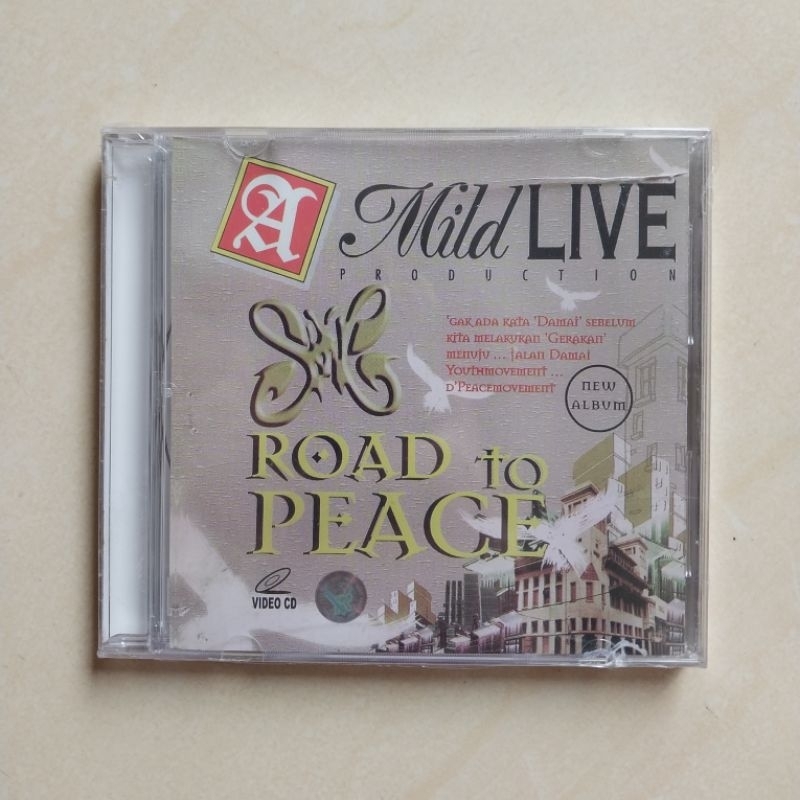 A Mild LIVE
PRODUCTION
Slank
'GAK ADA KATA 'DAMAI' SEBELUM
KITA MELAKUKAN 'GERAKAN'
MENUJU ... JALAN DAMAI
YOUTHMOVEMENT ...
D'PEACEMOVEMENT
NEW
ALBUM
ROAD to
PEACE
VIDEO CD